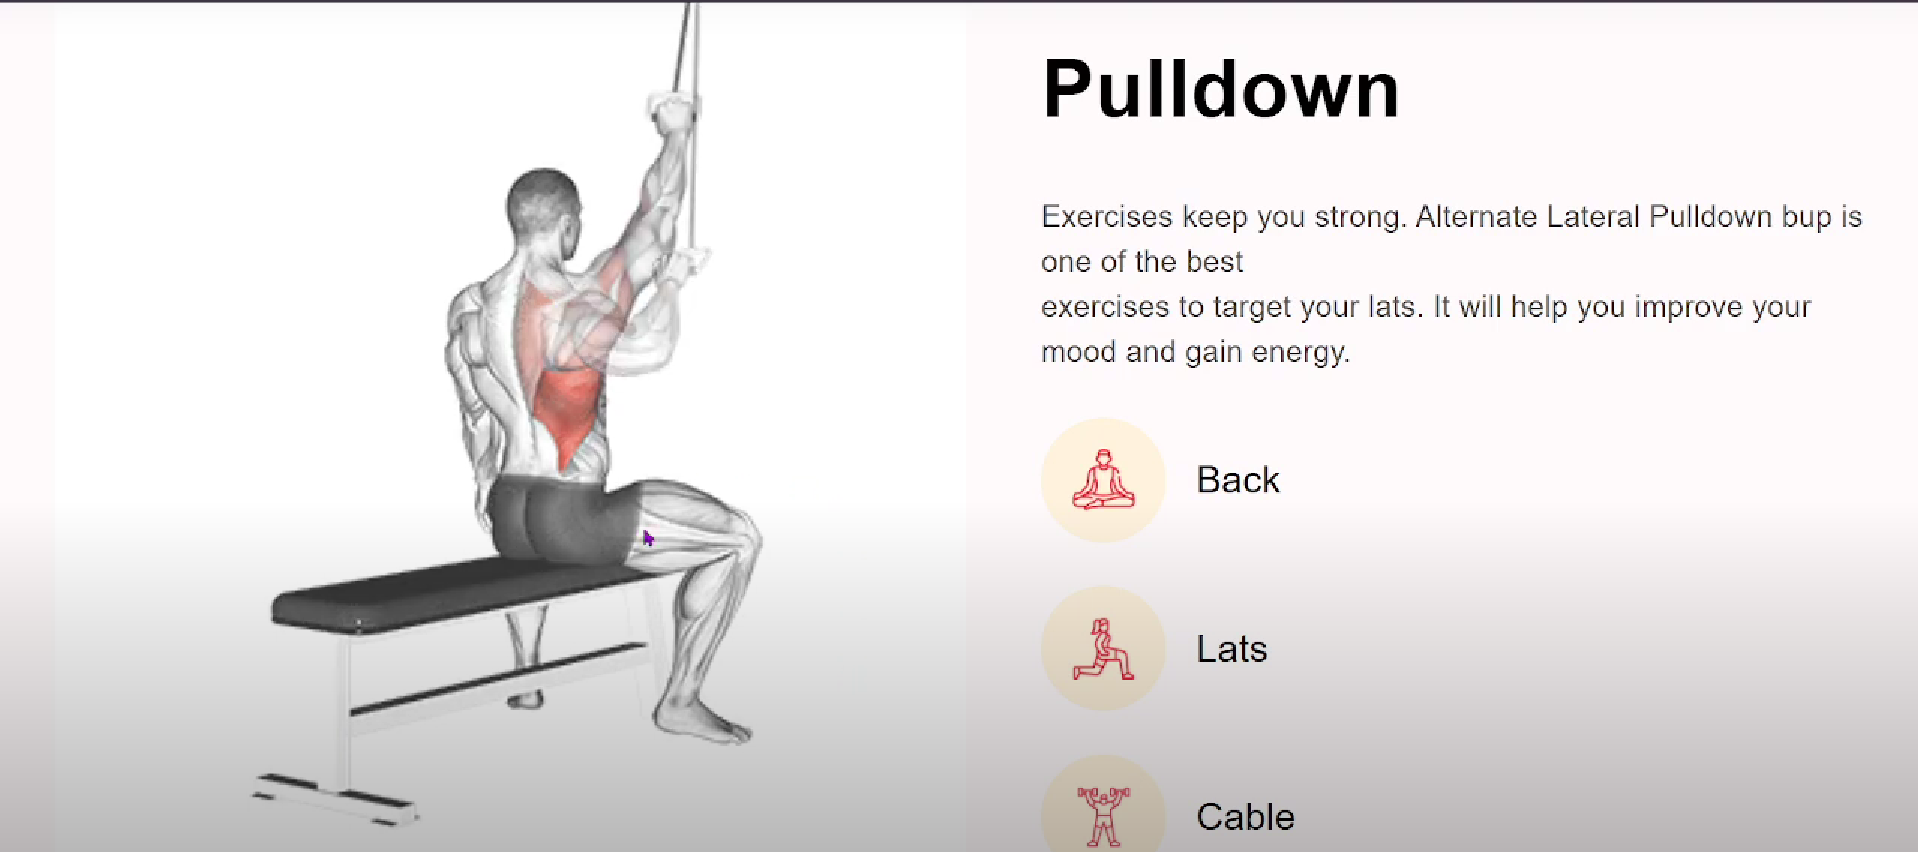 Pulldown
Exercises keep you strong. Alternate Lateral Pulldown bup is
one of the best
exercises to target your lats. It will help you improve your
mood and gain energy.
Back
Lats
Cable